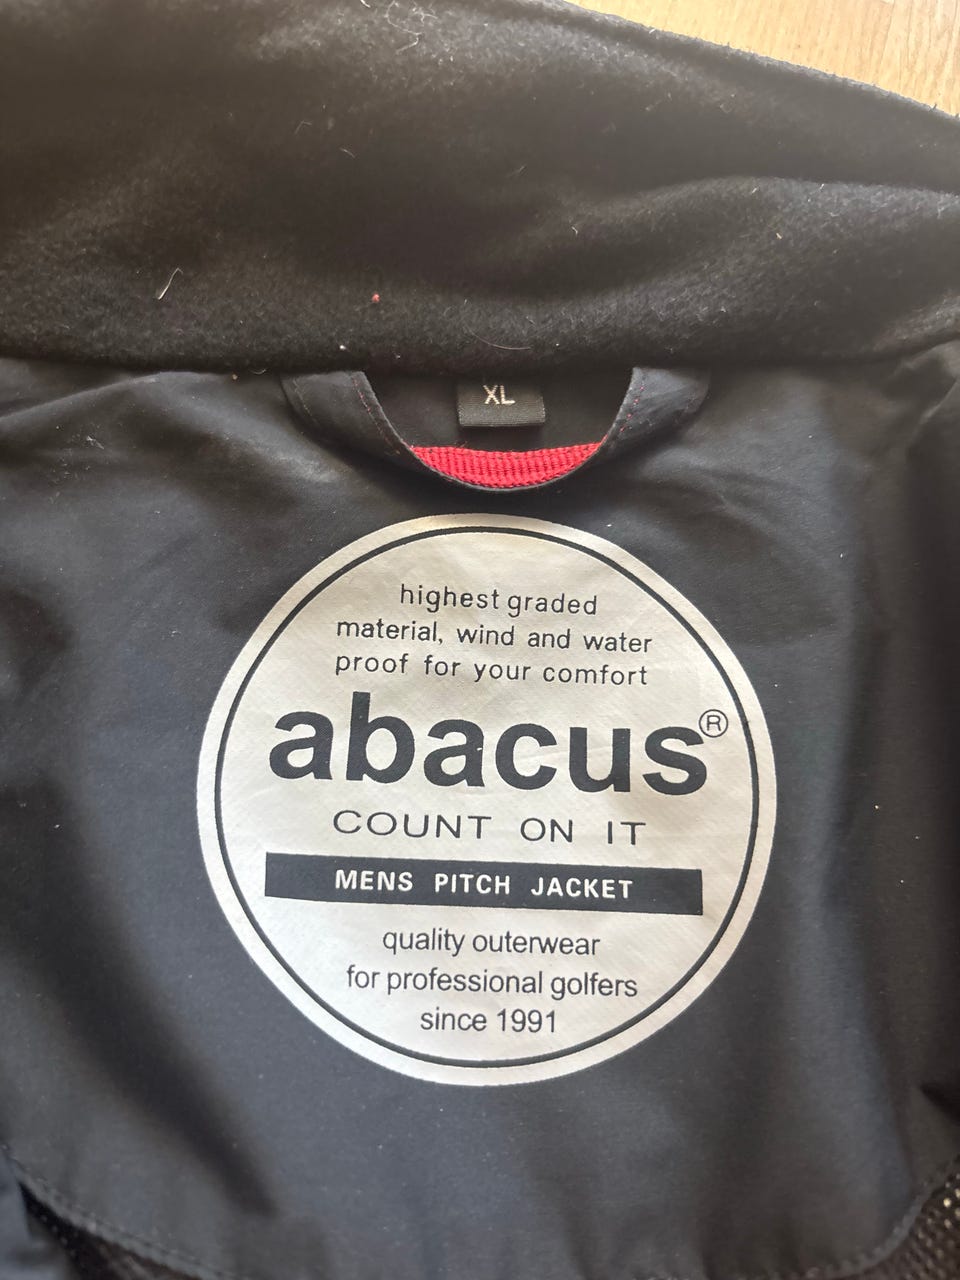 XL
highest graded
material, wind and water
proof for your comfort
abacus®
COUNT ON IT
MENS PITCH JACKET
quality outerwear
for professional golfers
since 1991